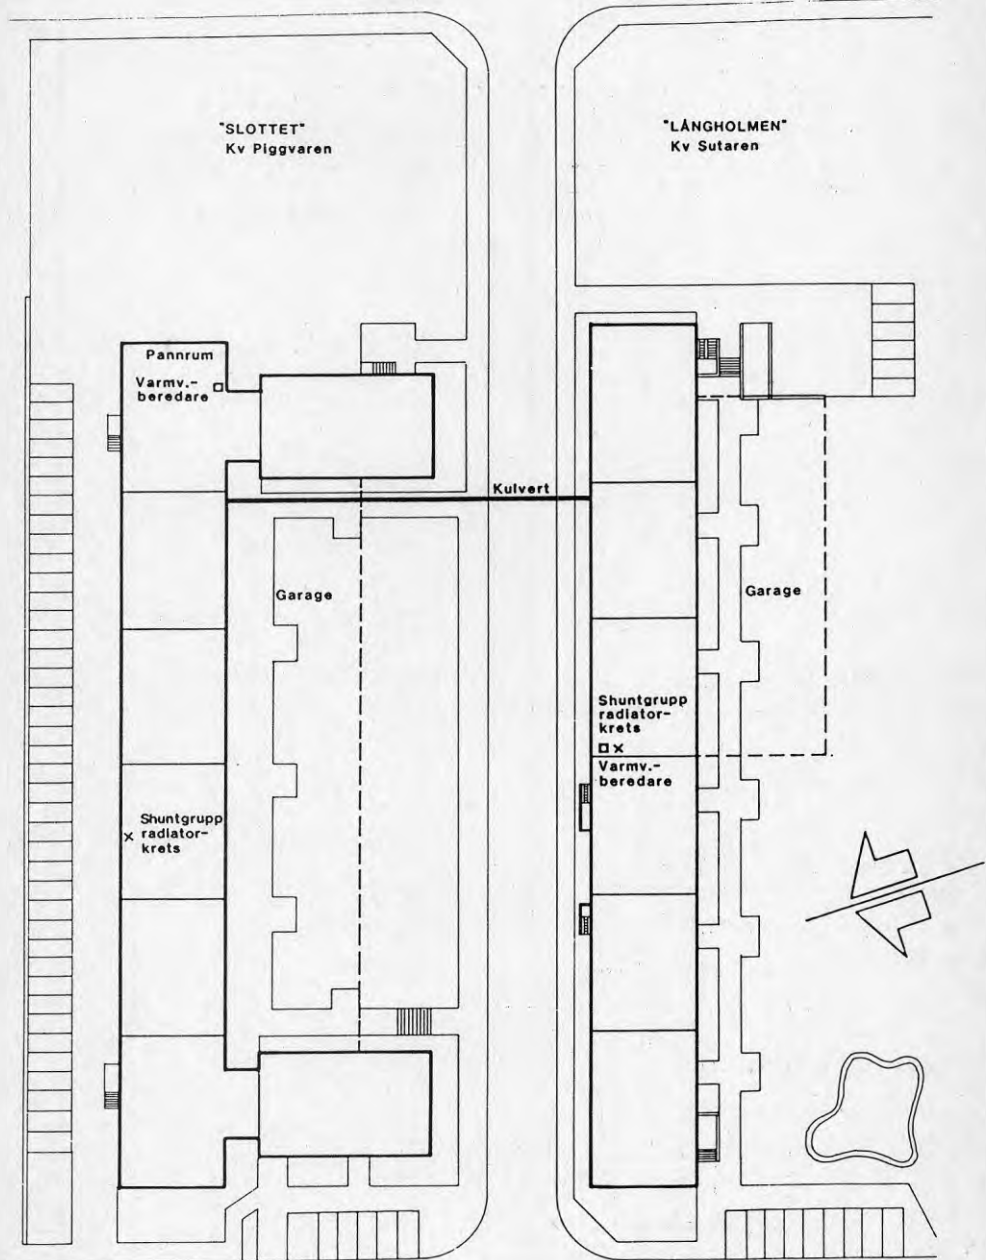 "SLOTTET"
Kv Piggvaren
"LÅNGHOLMEN"
Kv Sutaren
Pannrum
Varmv.-
beredare
Kulvert
Garage
Garage
Shuntgrupp
radiator-
krets
Varmv.-
beredare
Shuntgrupp
radiator-
krets